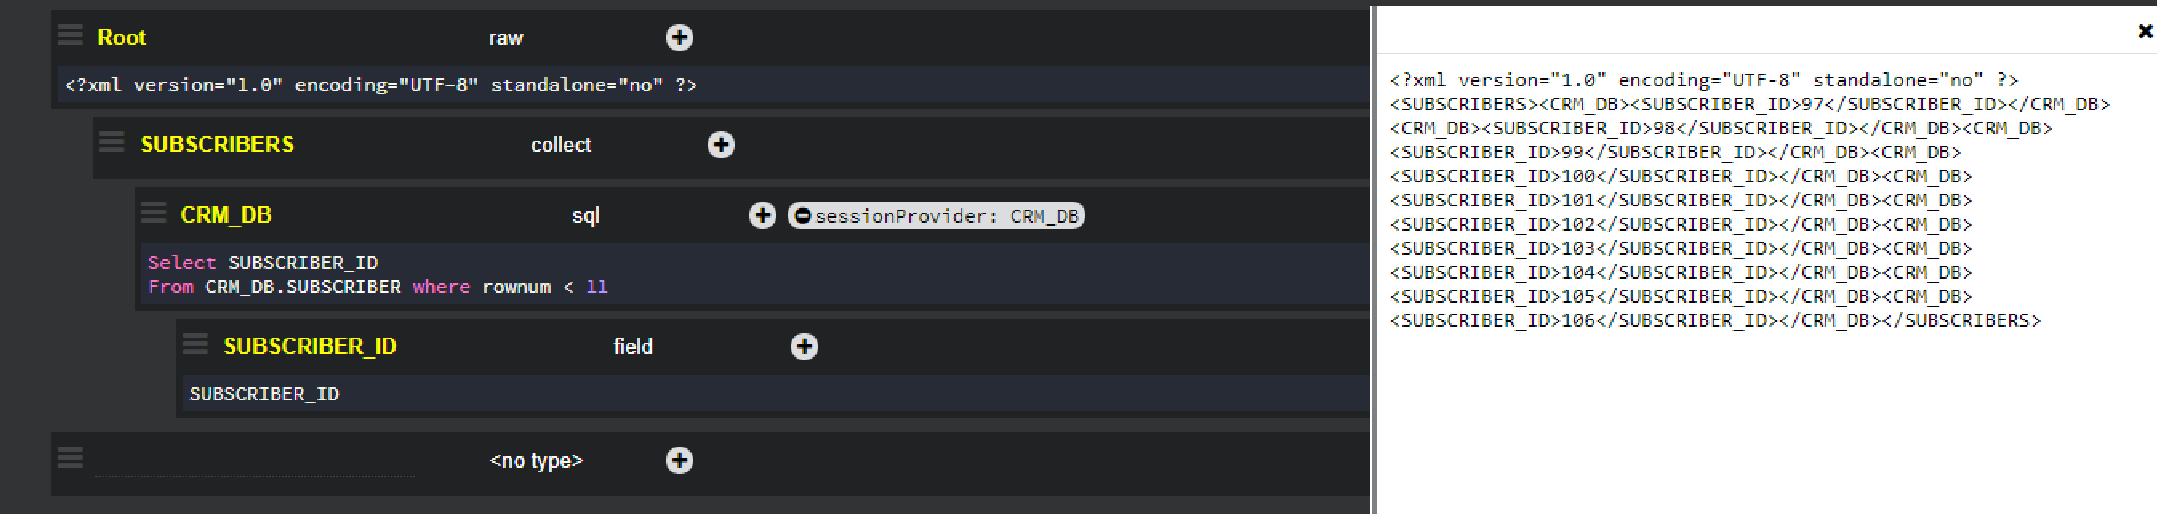 Root raw
<?xml version="1.0" encoding="UTF-8" standalone="no" ?>
SUBSCRIBERS collect
CRM_DB sql sessionProvider: CRM_DB
Select SUBSCRIBER_ID
From CRM_DB.SUBSCRIBER where rownum < 11
SUBSCRIBER_ID field
SUBSCRIBER_ID
<no type>
<?xml version="1.0" encoding="UTF-8" standalone="no" ?>
<SUBSCRIBERS><CRM_DB><SUBSCRIBER_ID>97</SUBSCRIBER_ID></CRM_DB>
<CRM_DB><SUBSCRIBER_ID>98</SUBSCRIBER_ID></CRM_DB><CRM_DB>
<SUBSCRIBER_ID>99</SUBSCRIBER_ID></CRM_DB><CRM_DB>
<SUBSCRIBER_ID>100</SUBSCRIBER_ID></CRM_DB><CRM_DB>
<SUBSCRIBER_ID>101</SUBSCRIBER_ID></CRM_DB><CRM_DB>
<SUBSCRIBER_ID>102</SUBSCRIBER_ID></CRM_DB><CRM_DB>
<SUBSCRIBER_ID>103</SUBSCRIBER_ID></CRM_DB><CRM_DB>
<SUBSCRIBER_ID>104</SUBSCRIBER_ID></CRM_DB><CRM_DB>
<SUBSCRIBER_ID>105</SUBSCRIBER_ID></CRM_DB><CRM_DB>
<SUBSCRIBER_ID>106</SUBSCRIBER_ID></CRM_DB></SUBSCRIBERS>